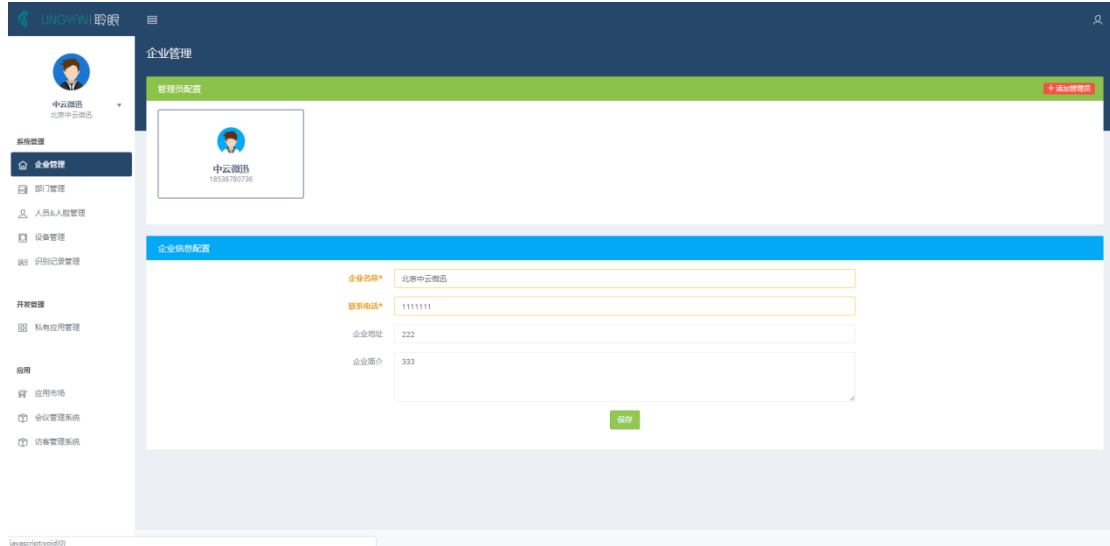 LINGYAN 聆眼
中云微迅
北京中云微迅
系统管理
企业管理
部门管理
人员&人脸管理
设备管理
识别记录管理
开发管理
私有应用管理
应用
应用市场
会议管理系统
访客管理系统
企业管理
管理员配置
+添加管理员
中云微迅
18538780736
企业信息配置
企业名称* 北京中云微迅
联系电话* 1111111
企业地址 222
企业简介 333
保存
javascript:void(0)